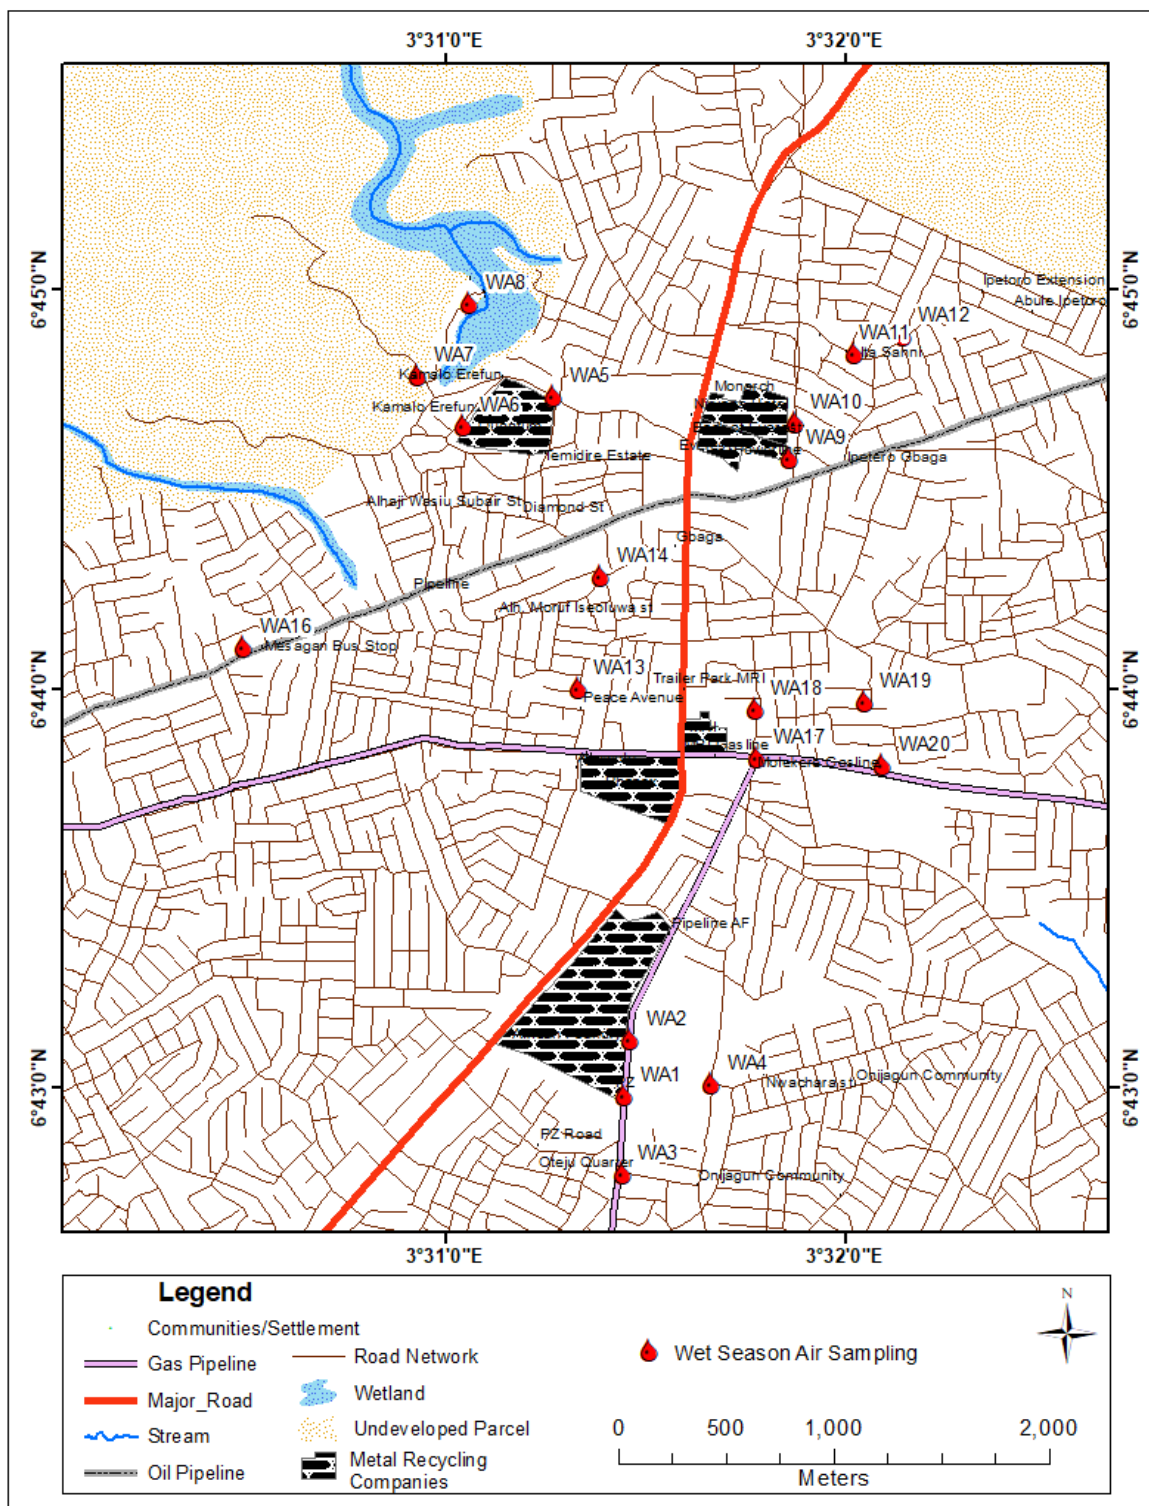 3°31'0"E 3°32'0"E
6°45'0"N 6°45'0"N
Ipetoro Extension
WA8
Abule Ipetoro
WA12
WA11
Ita Sanni
WA7
Kamalo Erefun
WA5
Monarch
Kamalo Erefun
WA6
WA10
WA9
Temidire Estate
Ipetero Gbaga
Alhaji Wasiu Subair St
Diamond St
Gbaga
WA14
Pipeline
Alh. Moruf Iseoluwa st
WA16
Mesagan Bus Stop
6°44'0"N 6°44'0"N
WA13
Trailer Park MRI
Peace Avenue
WA18
WA19
WA17
WA20
Molekere Gasline
Pipeline AF
WA2
WA1
WA4
Nwachara st
Onijagun Community
6°43'0"N 6°43'0"N
PZ Road
WA3
Oteju Quarter
Onijagun Community
3°31'0"E 3°32'0"E
Legend
N
Communities/Settlement
Gas Pipeline
Major_Road
Stream
Oil Pipeline
Road Network
Wetland
Undeveloped Parcel
Metal Recycling
Companies
Wet Season Air Sampling
0 500 1,000 2,000
Meters